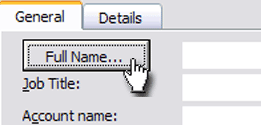 General Details
Full Name...
Job Title:
Account name: